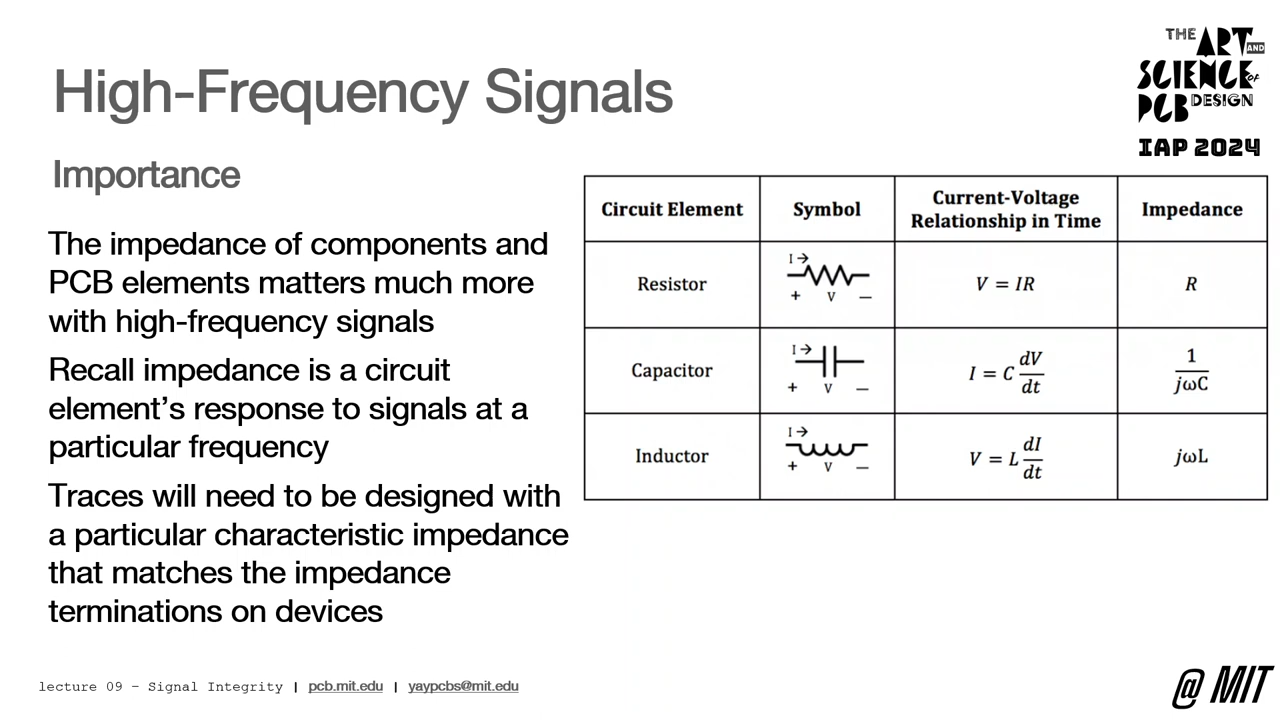 High-Frequency Signals
THE ART AND
SCIENCE OF
PCB DESIGN
IAP 2024
Importance
The impedance of components and
PCB elements matters much more
with high-frequency signals
Recall impedance is a circuit
element’s response to signals at a
particular frequency
Traces will need to be designed with
a particular characteristic impedance
that matches the impedance
terminations on devices
Circuit Element Symbol Current-Voltage Relationship in Time Impedance
Resistor I → + V − V = IR R
Capacitor I → + V − I = C dV/dt 1/jωC
Inductor I → + V − V = L dI/dt jωL
lecture 09 – Signal Integrity | pcb.mit.edu | yaypcbs@mit.edu
@ MIT